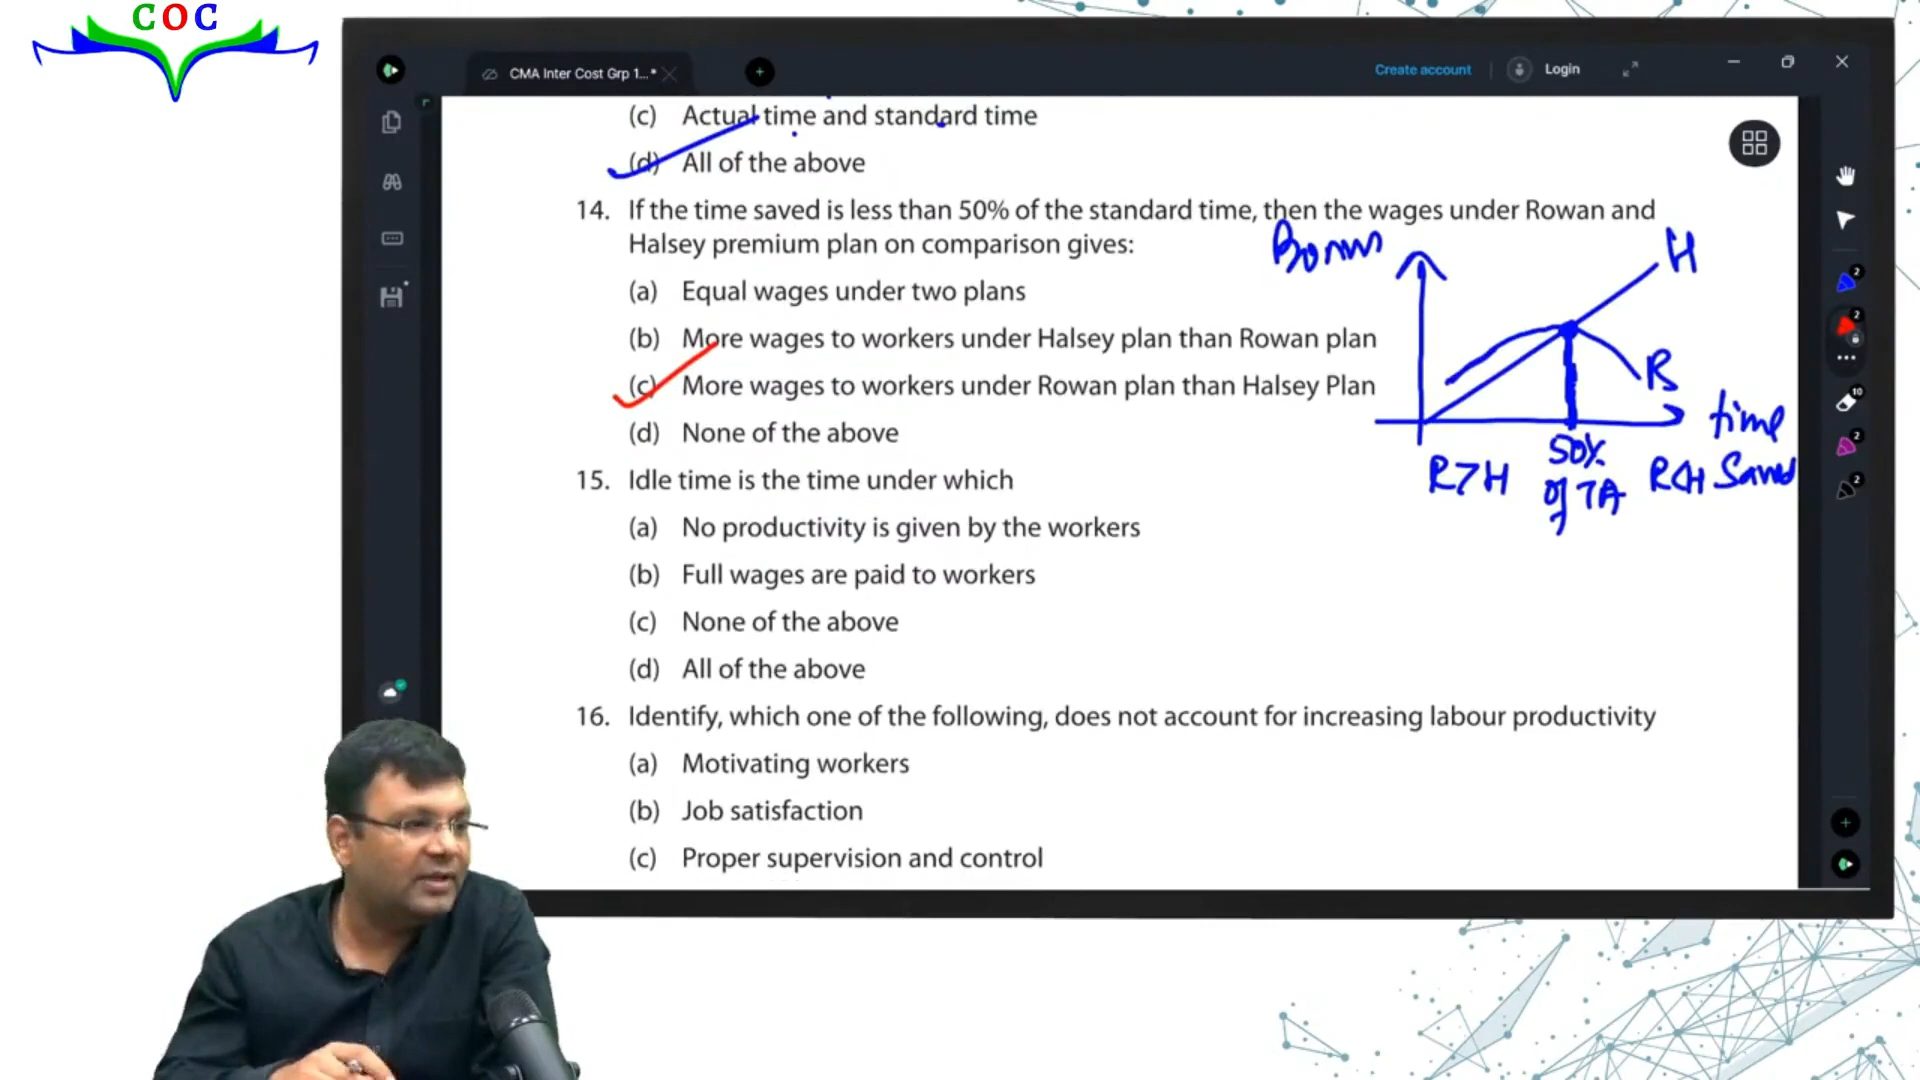 COC
CMA Inter Cost Grp 1...*
Create account
Login
(c) Actual time and standard time
(d) All of the above
14. If the time saved is less than 50% of the standard time, then the wages under Rowan and
Halsey premium plan on comparison gives:
(a) Equal wages under two plans
(b) More wages to workers under Halsey plan than Rowan plan
(c) More wages to workers under Rowan plan than Halsey Plan
(d) None of the above
Bonus
H
R
time
Saved
50%
of TA
R>H
R<H
15. Idle time is the time under which
(a) No productivity is given by the workers
(b) Full wages are paid to workers
(c) None of the above
(d) All of the above
16. Identify, which one of the following, does not account for increasing labour productivity
(a) Motivating workers
(b) Job satisfaction
(c) Proper supervision and control
2
2
10
2
2